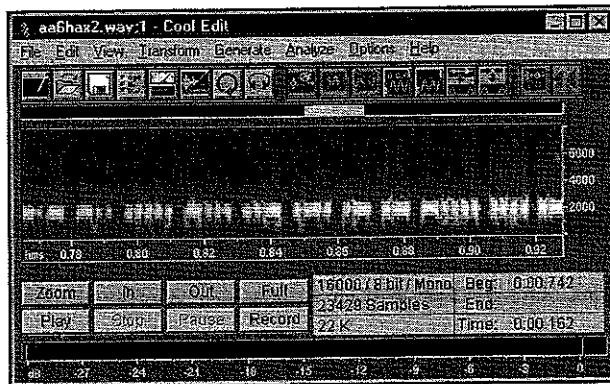 aa6hax2.wav:1 - Cool Edit
File Edit View Transform Generate Analyze Options Help
6000
4000
2000
hms 0.78 0.80 0.82 0.84 0.86 0.88 0.90 0.92
Zoom In Out Full 16000 / 8 bit / Mono Beg: 0:00.742
Play Stop Pause Record 23429 Samples End:
22 K Time: 0:00.162
dB -27 -24 -21 -18 -15 -12 -9 -6 -3 0